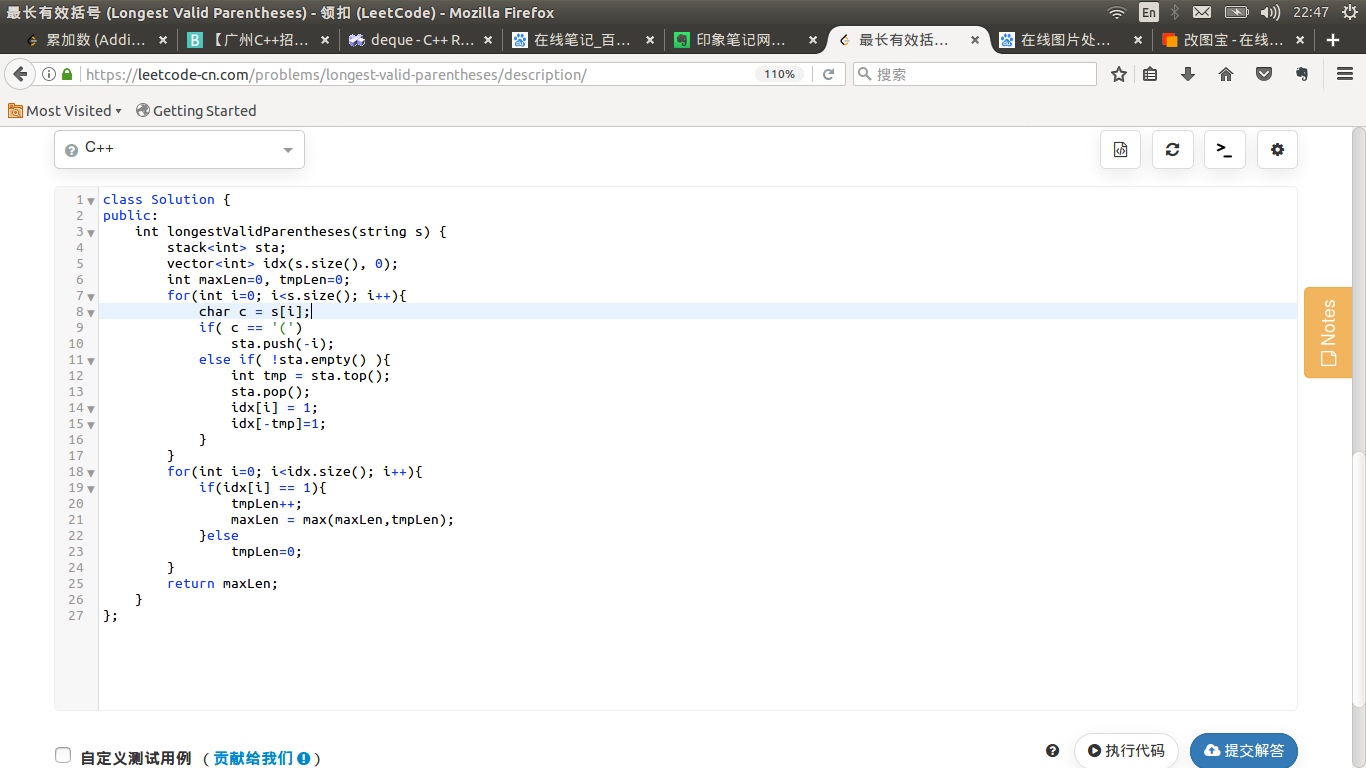 最长有效括号 (Longest Valid Parentheses) - 领扣 (LeetCode) - Mozilla Firefox
En
22:47
累加数 (Addi...
B 【广州C++招...
deque - C++ R...
在线笔记_百...
印象笔记网...
最长有效括...
在线图片处...
改图宝 - 在线...
https://leetcode-cn.com/problems/longest-valid-parentheses/description/
110%
搜索
Most Visited
Getting Started
C++
>_
1 class Solution {
2 public:
3     int longestValidParentheses(string s) {
4         stack<int> sta;
5         vector<int> idx(s.size(), 0);
6         int maxLen=0, tmpLen=0;
7         for(int i=0; i<s.size(); i++){
8             char c = s[i];
9             if( c == '(')
10                 sta.push(-i);
11             else if( !sta.empty() ){
12                 int tmp = sta.top();
13                 sta.pop();
14                 idx[i] = 1;
15                 idx[-tmp]=1;
16             }
17         }
18         for(int i=0; i<idx.size(); i++){
19             if(idx[i] == 1){
20                 tmpLen++;
21                 maxLen = max(maxLen,tmpLen);
22             }else
23                 tmpLen=0;
24         }
25         return maxLen;
26     }
27 };
Notes
自定义测试用例 （贡献给我们）
执行代码
提交解答